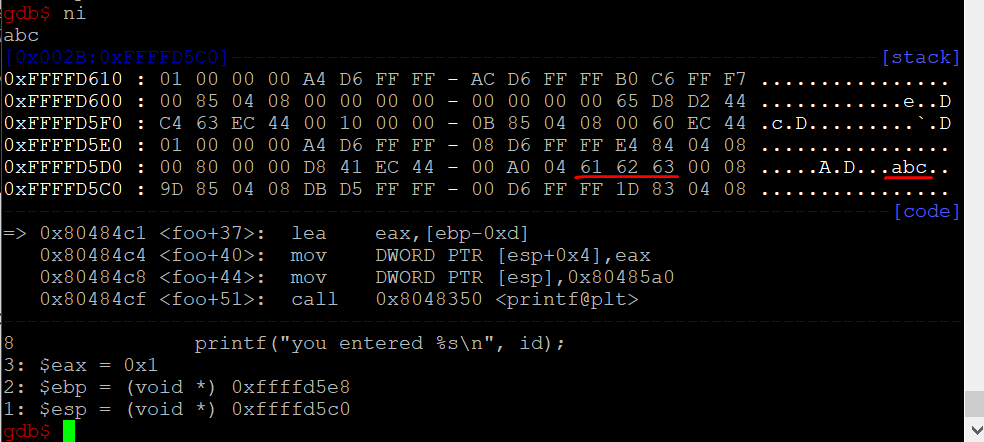 gdb$ ni
abc
[0x002B:0xFFFFD5C0]------[stack]
0xFFFFD610 : 01 00 00 00 A4 D6 FF FF - AC D6 FF FF B0 C6 FF F7 ................
0xFFFFD600 : 00 85 04 08 00 00 00 00 - 00 00 00 00 65 D8 D2 44 ............e..D
0xFFFFD5F0 : C4 63 EC 44 00 10 00 00 - 0B 85 04 08 00 60 EC 44 .c.D.........`.D
0xFFFFD5E0 : 01 00 00 00 A4 D6 FF FF - 08 D6 FF FF E4 84 04 08 ................
0xFFFFD5D0 : 00 80 00 00 D8 41 EC 44 - 00 A0 04 61 62 63 00 08 .....A.D...abc..
0xFFFFD5C0 : 9D 85 04 08 DB D5 FF FF - 00 D6 FF FF 1D 83 04 08 ................
[code]
=> 0x80484c1 <foo+37>: lea eax,[ebp-0xd]
0x80484c4 <foo+40>: mov DWORD PTR [esp+0x4],eax
0x80484c8 <foo+44>: mov DWORD PTR [esp],0x80485a0
0x80484cf <foo+51>: call 0x8048350 <printf@plt>
8 printf("you entered %s\n", id);
3: $eax = 0x1
2: $ebp = (void *) 0xffffd5e8
1: $esp = (void *) 0xffffd5c0
gdb$